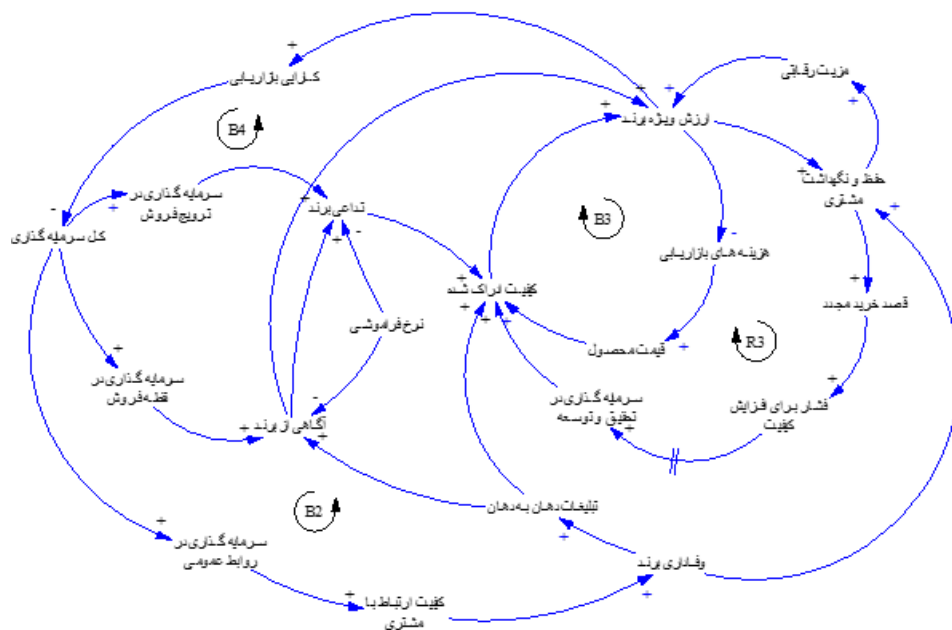 کارایی بازاریابی
مزیت رقابتی
ارزش ویژه برند
B4
حفظ و نگهداشت
مشتری
سرمایه گذاری در
ترویج فروش
تداعی برند
B3
کل سرمایه گذاری
هزینه های بازاریابی
کیفیت ادراک شده
قصد خرید مجدد
نرخ فراموشی
R3
قیمت محصول
سرمایه گذاری در
نقطه فروش
سرمایه گذاری در
تحقیق و توسعه
فشار برای افزایش
کیفیت
آگاهی از برند
B2
تبلیغات دهان به دهان
سرمایه گذاری در
روابط عمومی
وفاداری برند
کیفیت ارتباط با
مشتری